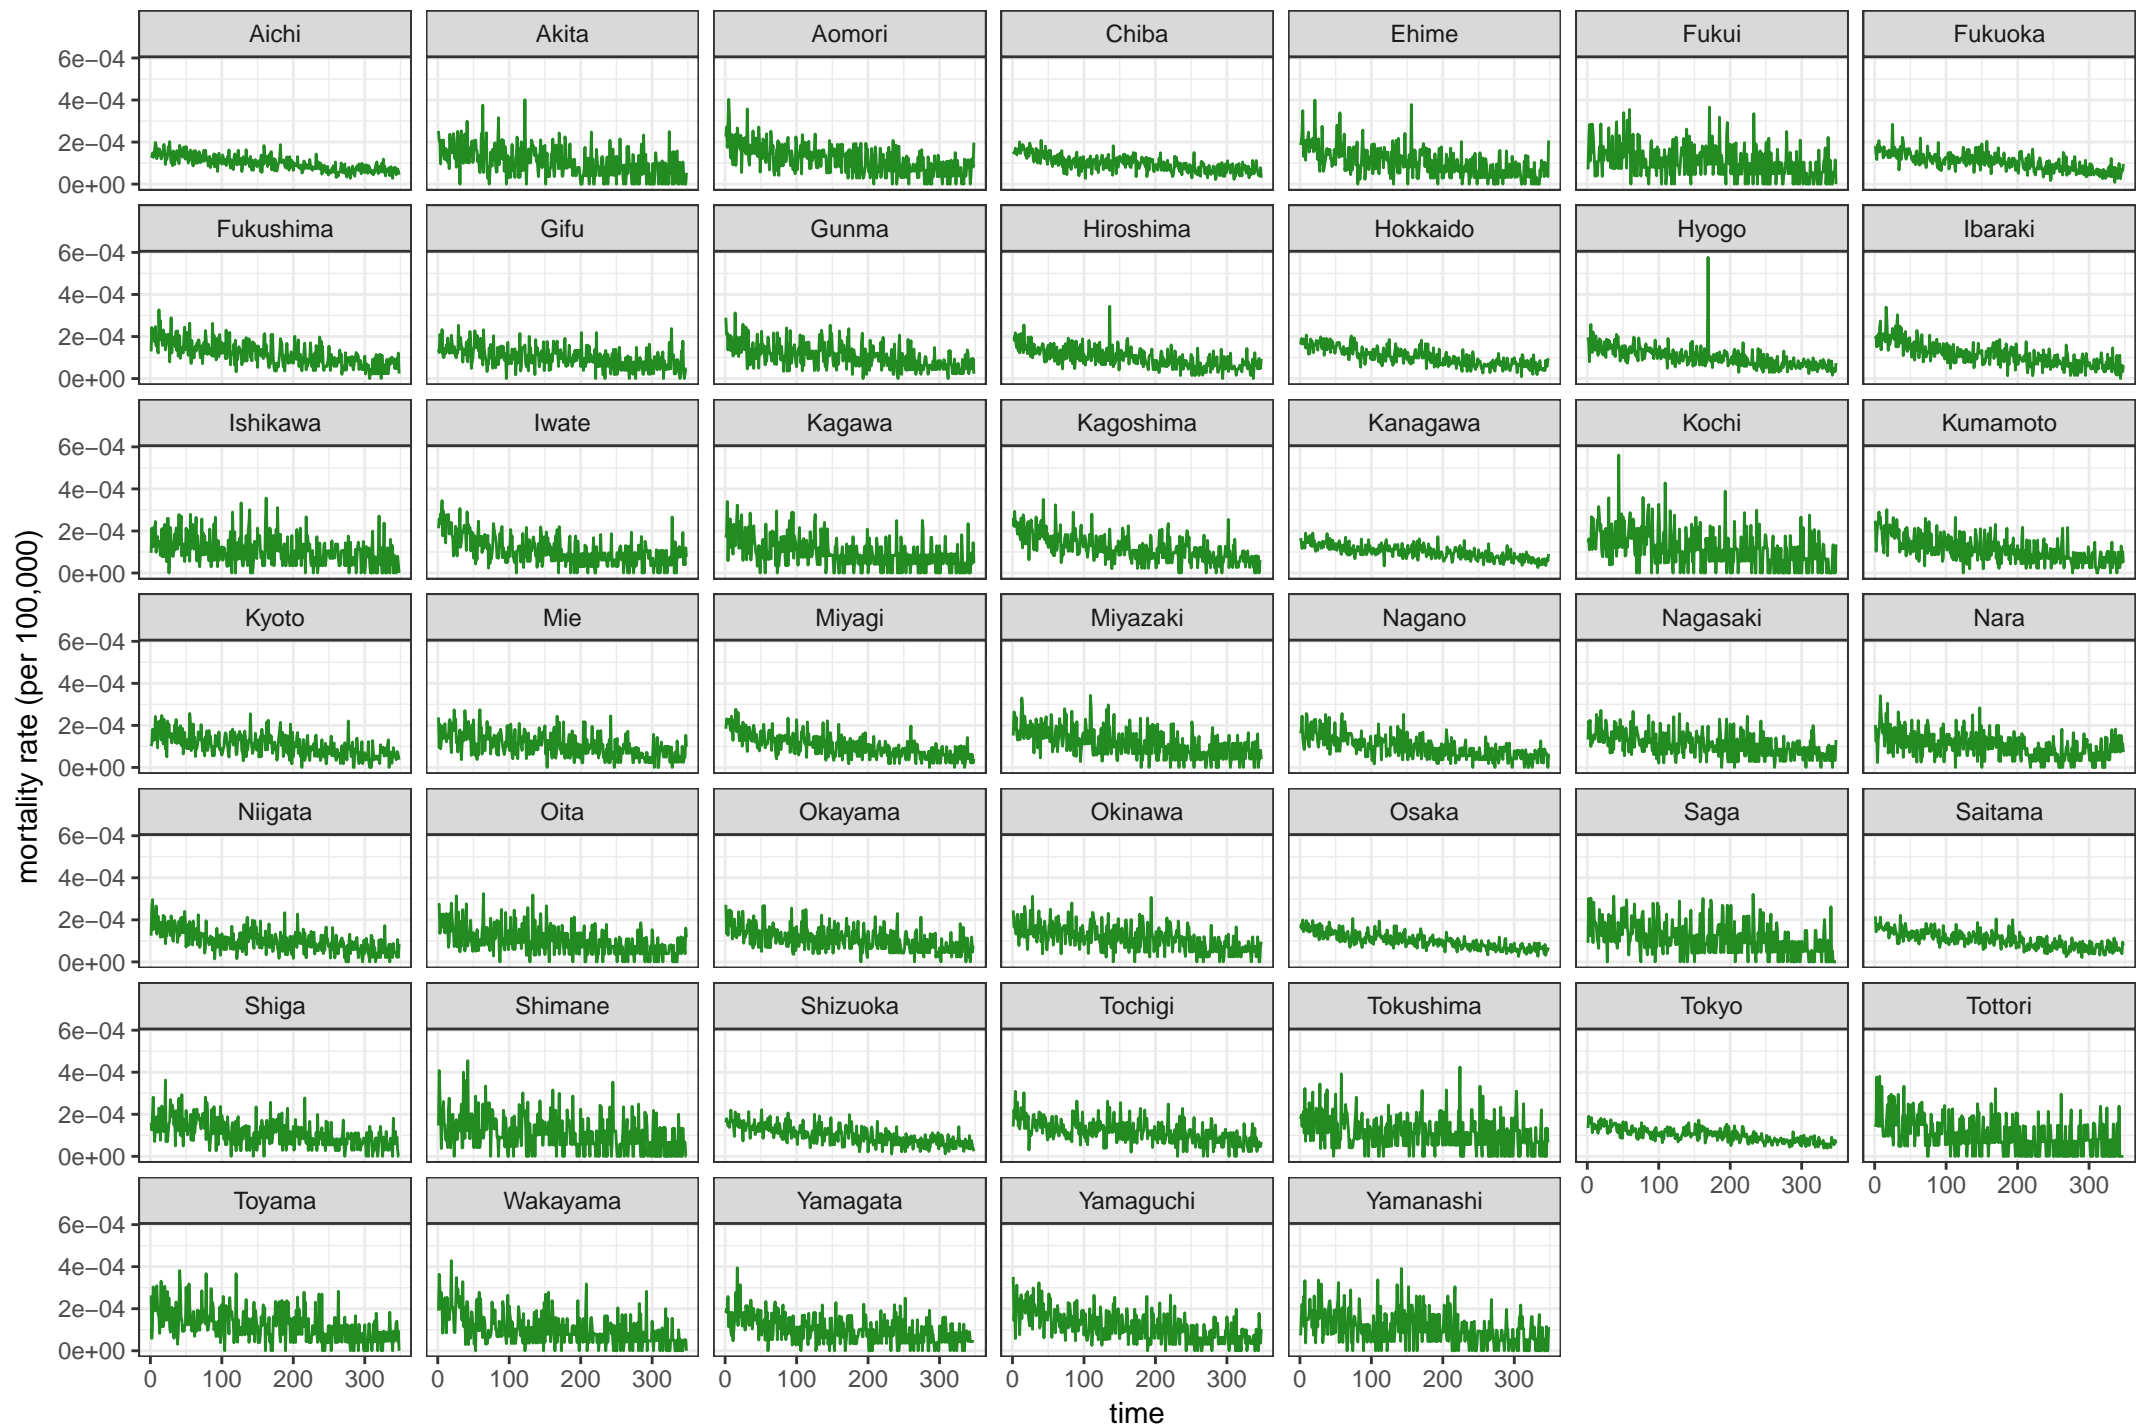 Aichi Akita Aomori Chiba Ehime Fukui Fukuoka
6e−04
4e−04
2e−04
0e+00
Fukushima Gifu Gunma Hiroshima Hokkaido Hyogo Ibaraki
6e−04
4e−04
2e−04
0e+00
Ishikawa Iwate Kagawa Kagoshima Kanagawa Kochi Kumamoto
6e−04
4e−04
2e−04
0e+00
mortality rate (per 100,000)
Kyoto Mie Miyagi Miyazaki Nagano Nagasaki Nara
6e−04
4e−04
2e−04
0e+00
Niigata Oita Okayama Okinawa Osaka Saga Saitama
6e−04
4e−04
2e−04
0e+00
Shiga Shimane Shizuoka Tochigi Tokushima Tokyo Tottori
6e−04
4e−04
2e−04
0e+00
0 100 200 300 0 100 200 300
Toyama Wakayama Yamagata Yamaguchi Yamanashi
6e−04
4e−04
2e−04
0e+00
0 100 200 300 0 100 200 300 0 100 200 300 0 100 200 300 0 100 200 300
time